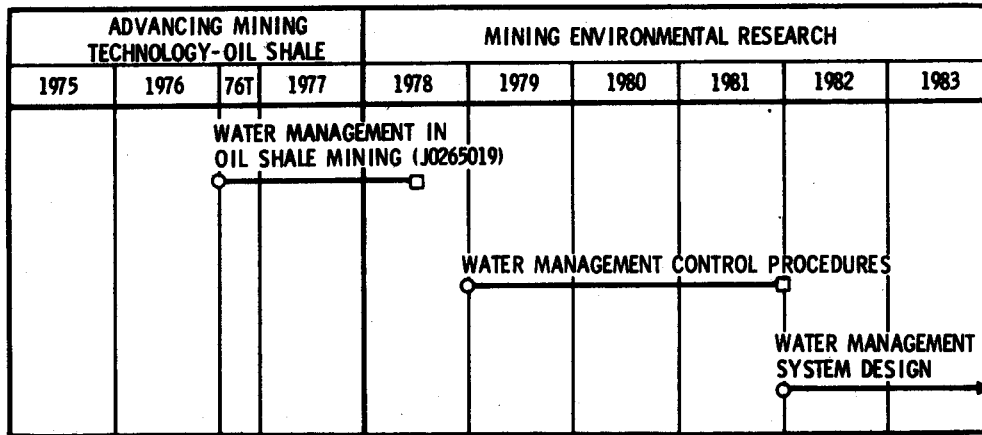 ADVANCING MINING
TECHNOLOGY-OIL SHALE
MINING ENVIRONMENTAL RESEARCH
1975 1976 76T 1977 1978 1979 1980 1981 1982 1983
WATER MANAGEMENT IN
OIL SHALE MINING (J0265019)
WATER MANAGEMENT CONTROL PROCEDURES
WATER MANAGEMENT
SYSTEM DESIGN